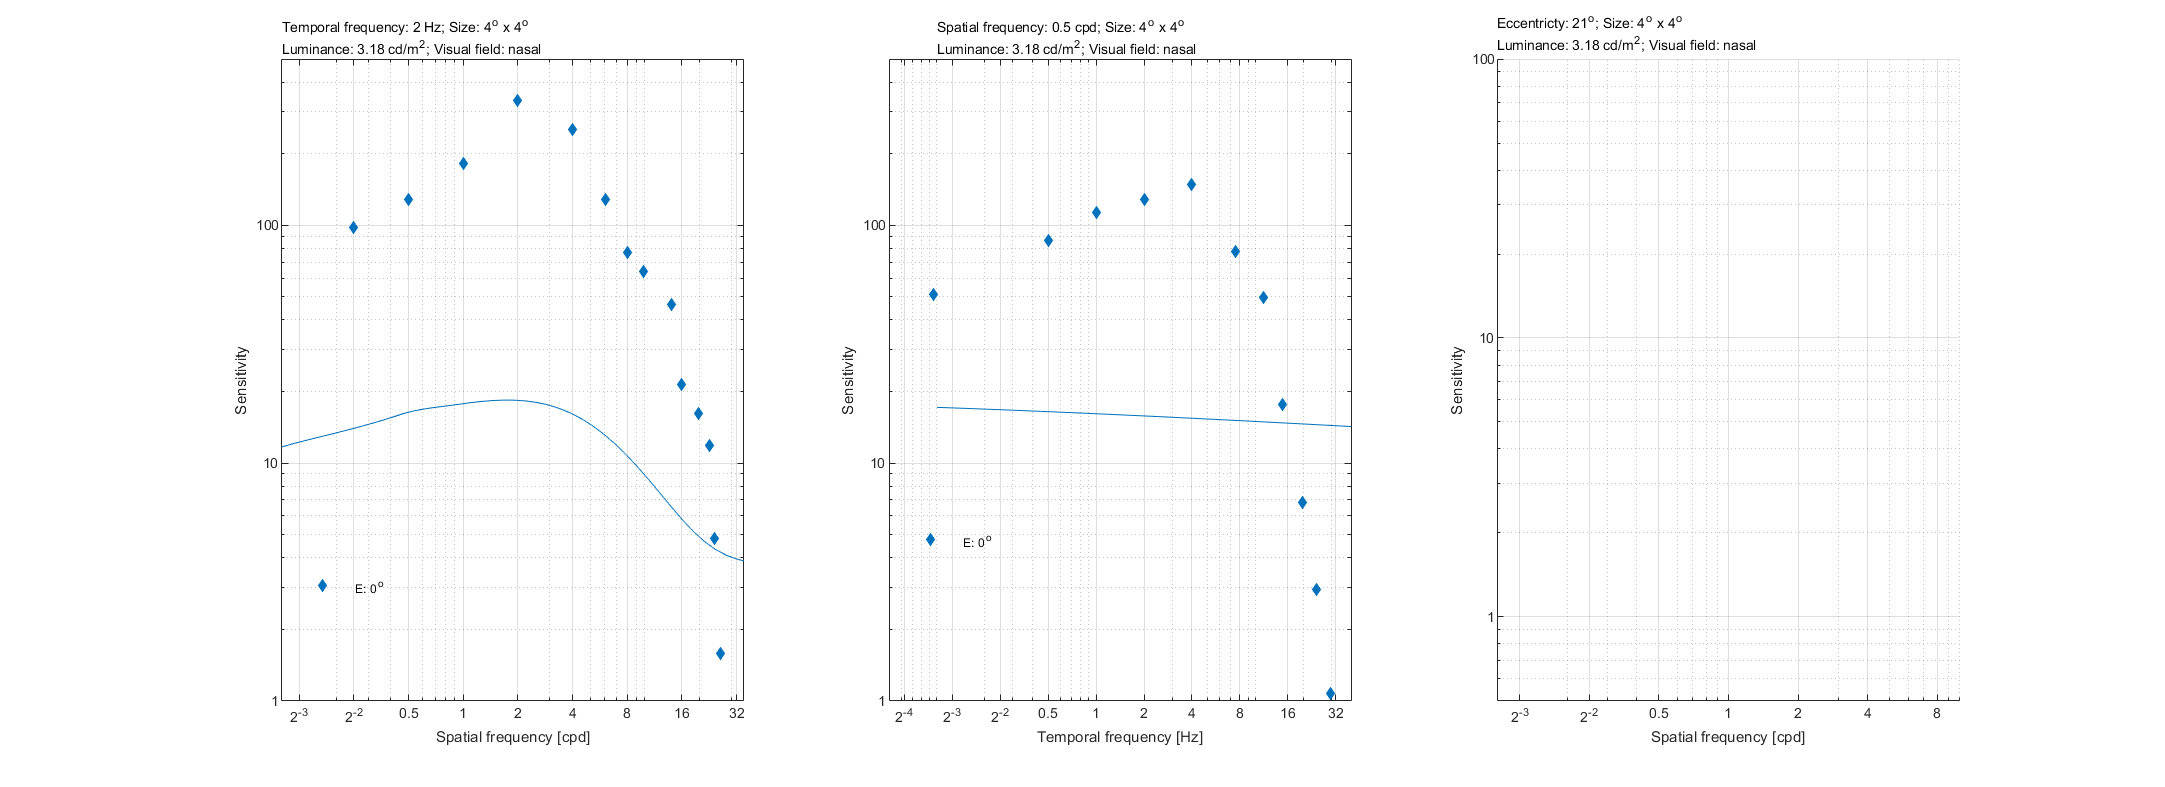 Temporal frequency: 2 Hz; Size: 4° x 4°
Luminance: 3.18 cd/m²; Visual field: nasal
100
10
1
Sensitivity
E: 0°
2⁻³ 2⁻² 0.5 1 2 4 8 16 32
Spatial frequency [cpd]
Spatial frequency: 0.5 cpd; Size: 4° x 4°
Luminance: 3.18 cd/m²; Visual field: nasal
100
10
1
Sensitivity
E: 0°
2⁻⁴ 2⁻³ 2⁻² 0.5 1 2 4 8 16 32
Temporal frequency [Hz]
Eccentricty: 21°; Size: 4° x 4°
Luminance: 3.18 cd/m²; Visual field: nasal
100
10
1
Sensitivity
2⁻³ 2⁻² 0.5 1 2 4 8
Spatial frequency [cpd]